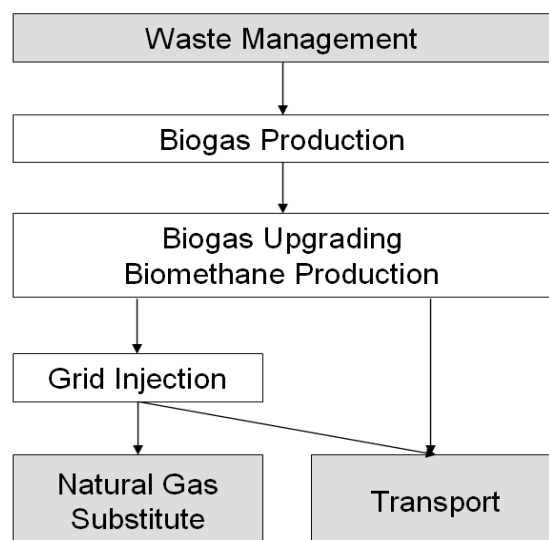 Waste Management
Biogas Production
Biogas Upgrading
Biomethane Production
Grid Injection
Natural Gas
Substitute
Transport